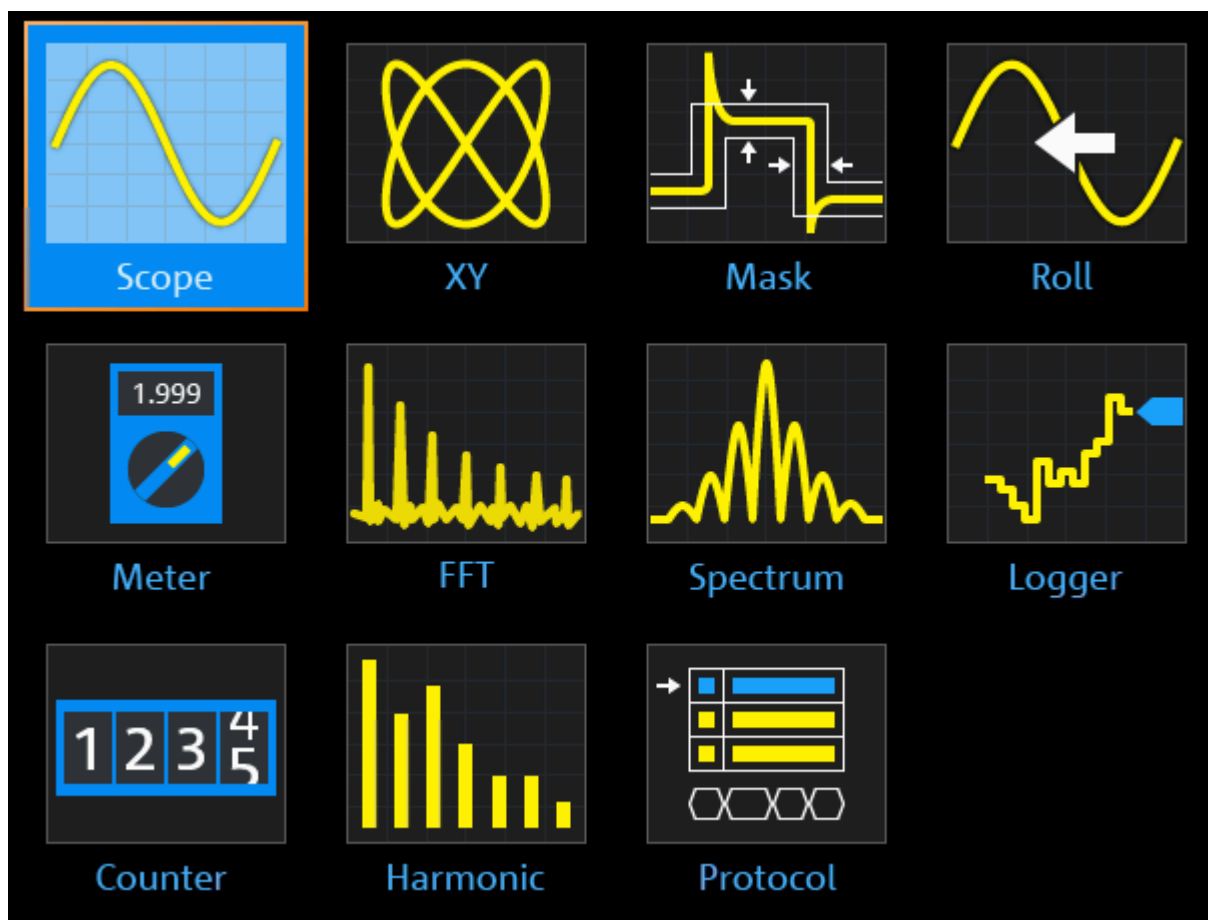 Scope
XY
Mask
Roll
1.999
Meter
FFT
Spectrum
Logger
1 2 3 4
5
Counter
Harmonic
Protocol